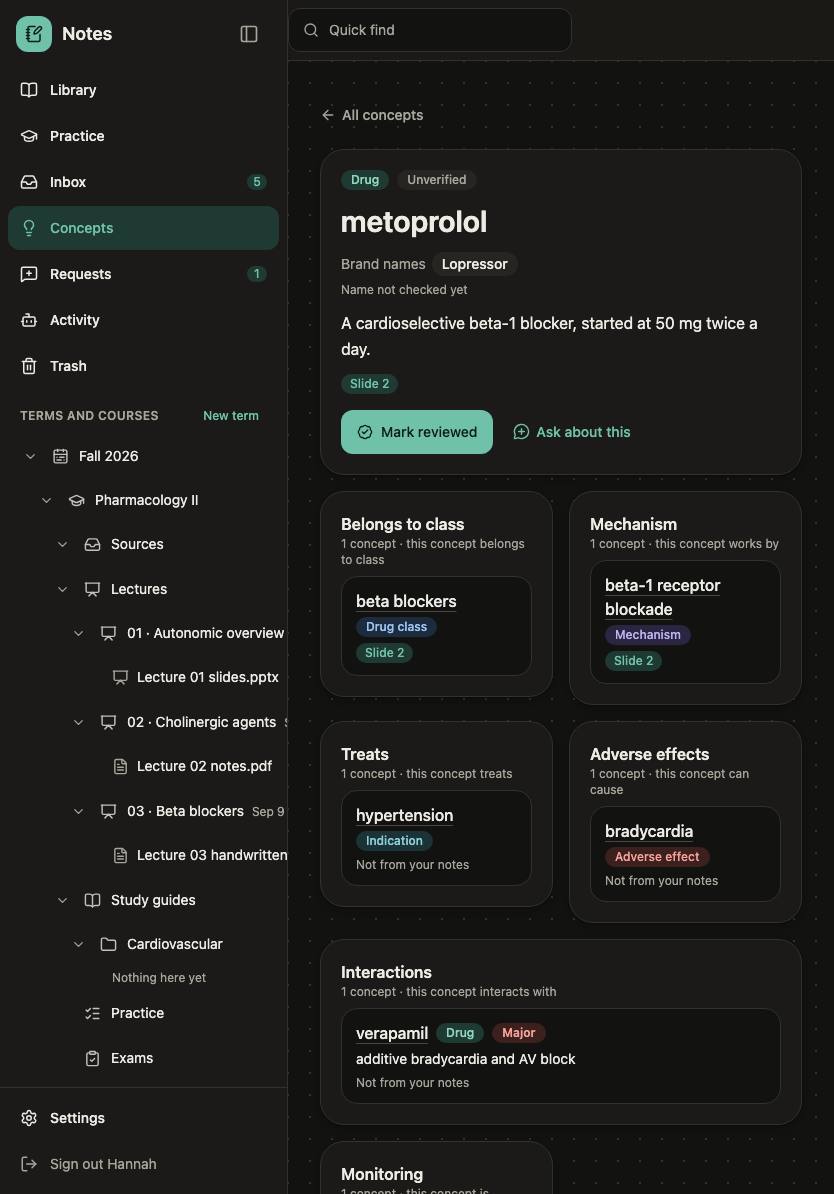 Notes
Library
Practice
Inbox 5
Concepts
Requests 1
Activity
Trash
TERMS AND COURSES New term
Fall 2026
Pharmacology II
Sources
Lectures
01 · Autonomic overview
Lecture 01 slides.pptx
02 · Cholinergic agents
Lecture 02 notes.pdf
03 · Beta blockers Sep 9
Lecture 03 handwritten
Study guides
Cardiovascular
Nothing here yet
Practice
Exams
Settings
Sign out Hannah
Quick find
All concepts
Drug Unverified
metoprolol
Brand names Lopressor
Name not checked yet
A cardioselective beta-1 blocker, started at 50 mg twice a
day.
Slide 2
Mark reviewed Ask about this
Belongs to class
1 concept · this concept belongs
to class
beta blockers
Drug class
Slide 2
Mechanism
1 concept · this concept works by
beta-1 receptor
blockade
Mechanism
Slide 2
Treats
1 concept · this concept treats
hypertension
Indication
Not from your notes
Adverse effects
1 concept · this concept can
cause
bradycardia
Adverse effect
Not from your notes
Interactions
1 concept · this concept interacts with
verapamil Drug Major
additive bradycardia and AV block
Not from your notes
Monitoring
1 concept · this concept is